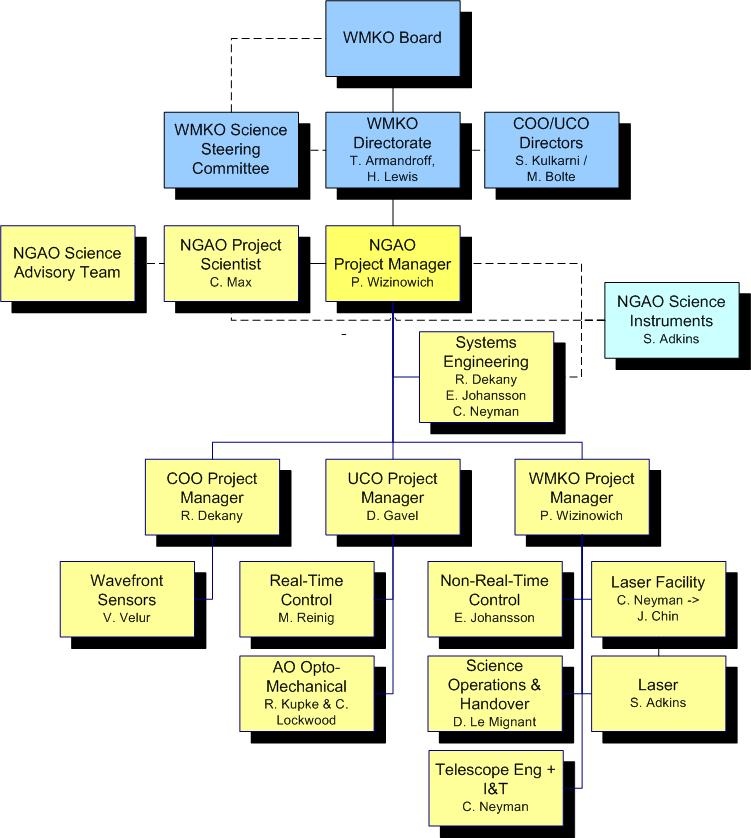 WMKO Board
WMKO Science
Steering
Committee
WMKO
Directorate
T. Armandroff,
H. Lewis
COO/UCO
Directors
S. Kulkarni /
M. Bolte
NGAO Science
Advisory Team
NGAO Project
Scientist
C. Max
NGAO
Project Manager
P. Wizinowich
NGAO Science
Instruments
S. Adkins
Systems
Engineering
R. Dekany
E. Johansson
C. Neyman
COO Project
Manager
R. Dekany
UCO Project
Manager
D. Gavel
WMKO Project
Manager
P. Wizinowich
Wavefront
Sensors
V. Velur
Real-Time
Control
M. Reinig
Non-Real-Time
Control
E. Johansson
Laser Facility
C. Neyman ->
J. Chin
AO Opto-
Mechanical
R. Kupke & C.
Lockwood
Science
Operations &
Handover
D. Le Mignant
Laser
S. Adkins
Telescope Eng +
I&T
C. Neyman